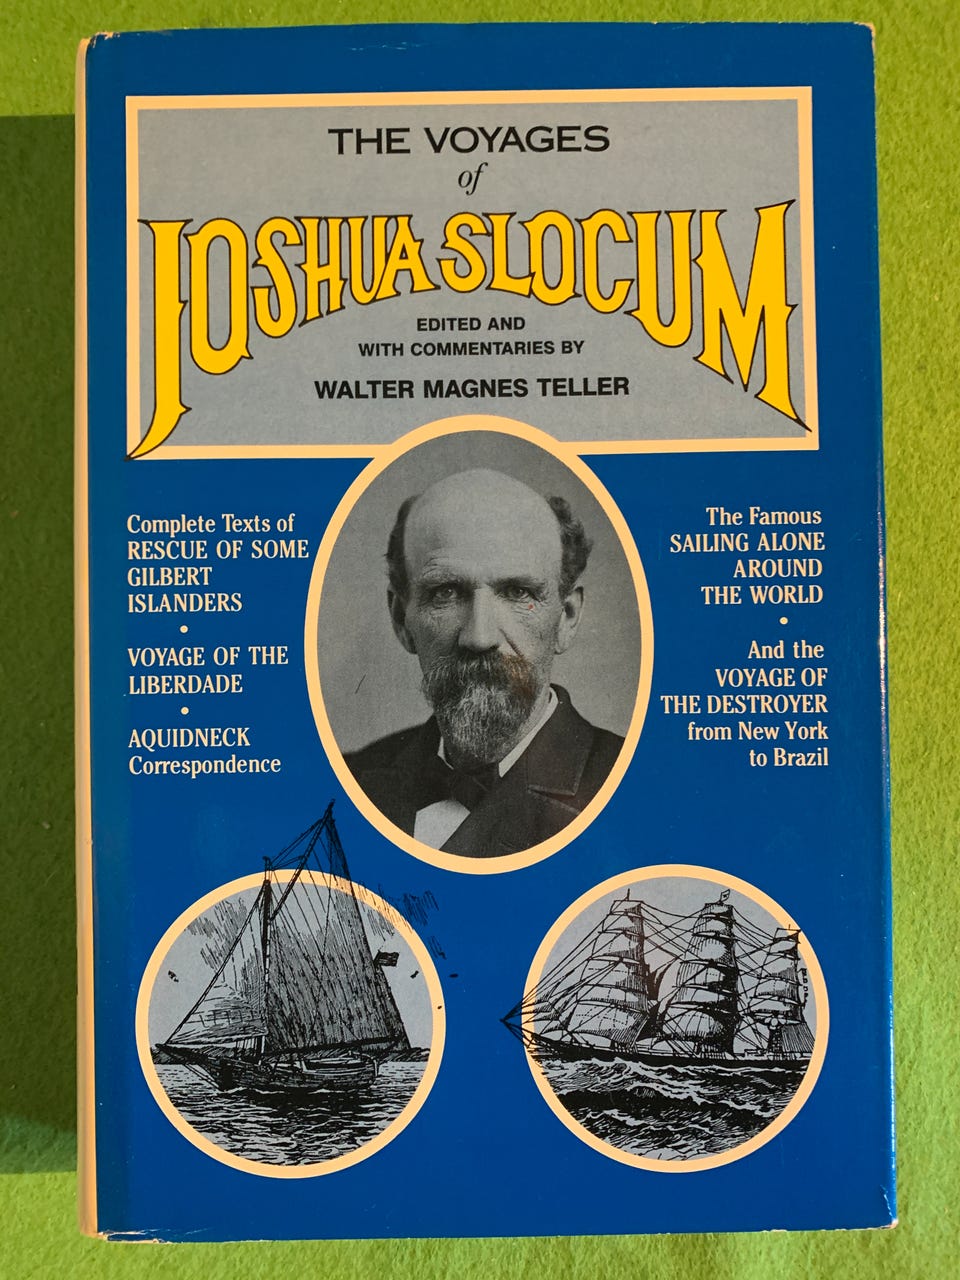 THE VOYAGES
of
JOSHUA SLOCUM
EDITED AND
WITH COMMENTARIES BY
WALTER MAGNES TELLER
Complete Texts of
RESCUE OF SOME
GILBERT
ISLANDERS
•
VOYAGE OF THE
LIBERDADE
•
AQUIDNECK
Correspondence
The Famous
SAILING ALONE
AROUND
THE WORLD
•
And the
VOYAGE OF
THE DESTROYER
from New York
to Brazil